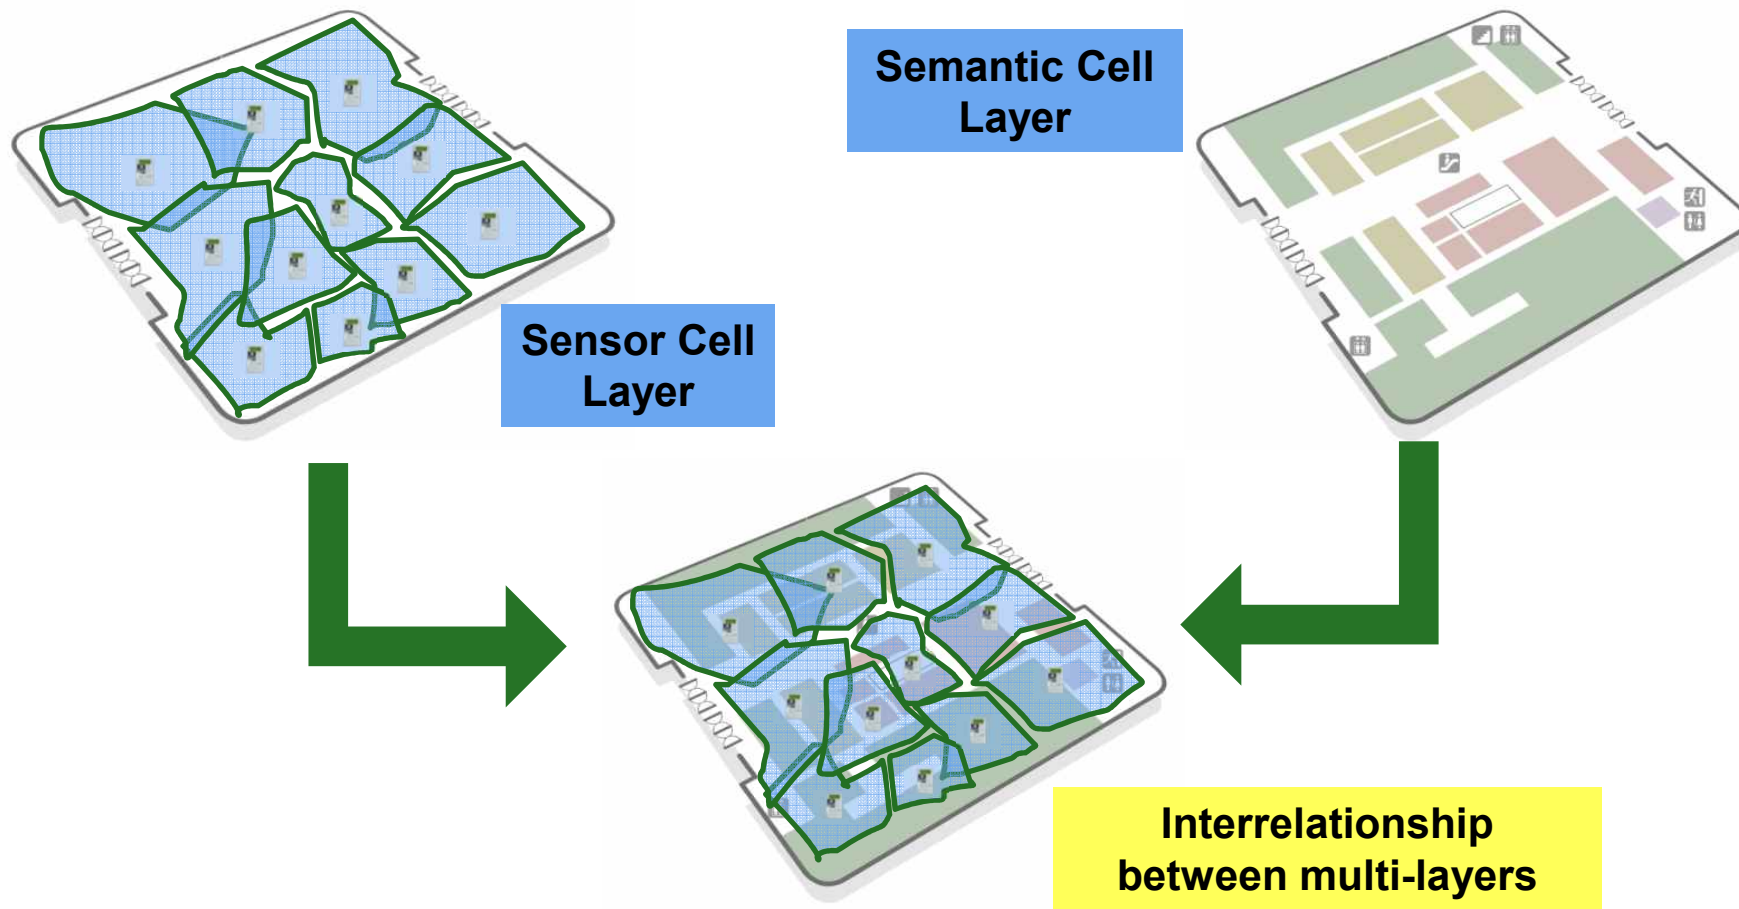 Semantic Cell
Layer
Sensor Cell
Layer
Interrelationship
between multi-layers